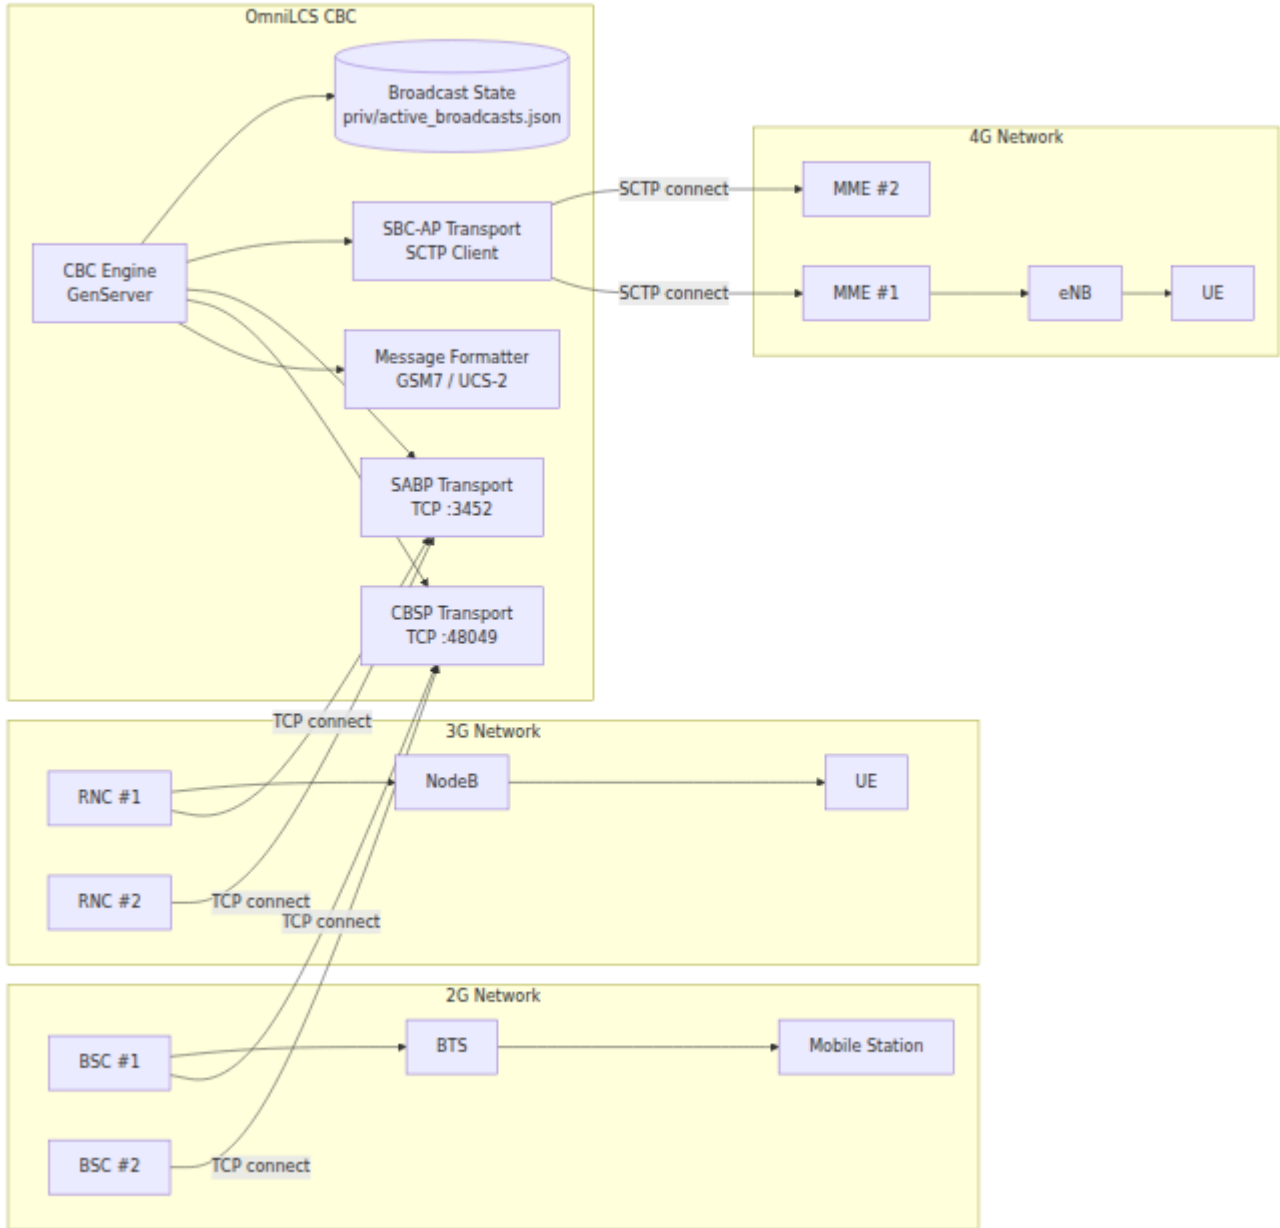 OmniLCS CBC
Broadcast State
priv/active_broadcasts.json
4G Network
SCTP connect
MME #2
SBC-AP Transport
SCTP Client
CBC Engine
GenServer
SCTP connect
MME #1
eNB
UE
Message Formatter
GSM7 / UCS-2
SABP Transport
TCP :3452
CBSP Transport
TCP :48049
TCP connect
3G Network
RNC #1
NodeB
UE
RNC #2
TCP connect
TCP connect
2G Network
BSC #1
BTS
Mobile Station
BSC #2
TCP connect